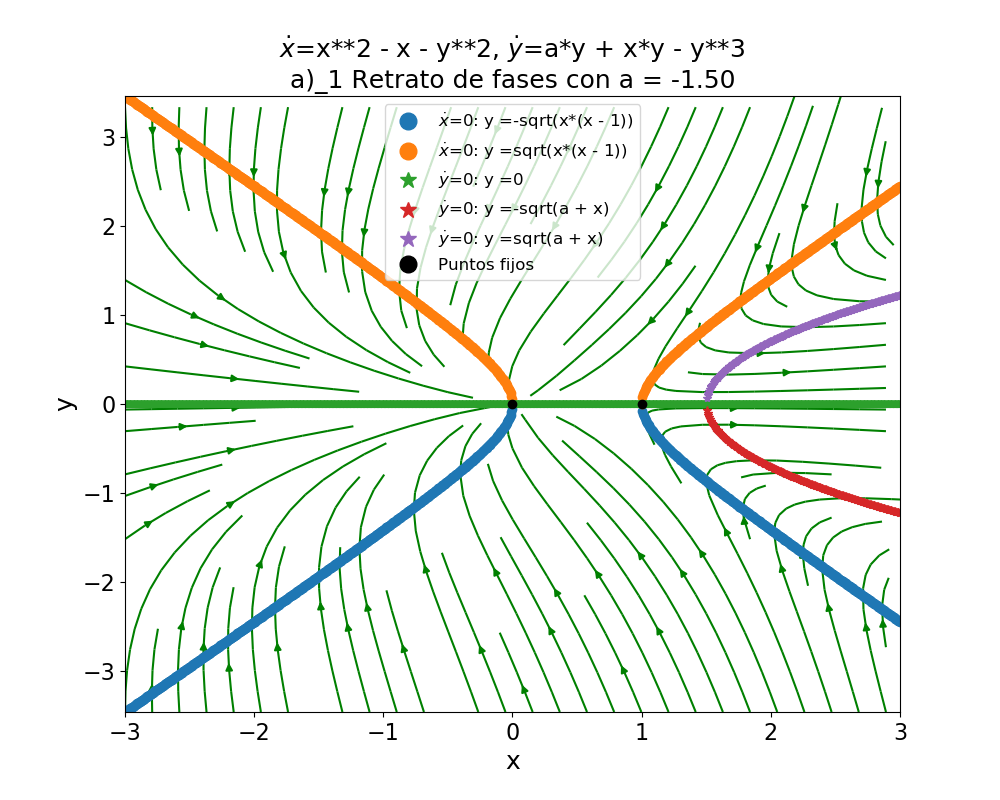 ẋ=x**2 - x - y**2, ẏ=a*y + x*y - y**3
a)_1 Retrato de fases con a = -1.50
ẋ=0: y =-sqrt(x*(x - 1))
ẋ=0: y =sqrt(x*(x - 1))
ẏ=0: y =0
ẏ=0: y =-sqrt(a + x)
ẏ=0: y =sqrt(a + x)
Puntos fijos
3
2
1
0
−1
−2
−3
y
−3 −2 −1 0 1 2 3
x